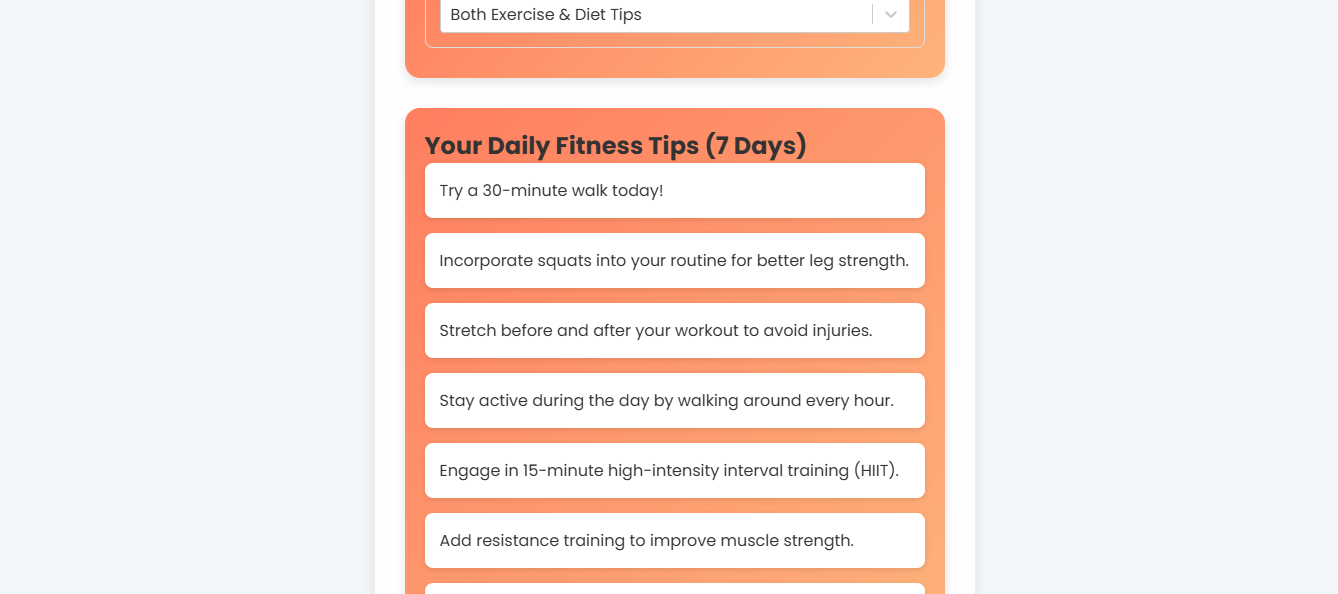 Both Exercise & Diet Tips
Your Daily Fitness Tips (7 Days)
Try a 30-minute walk today!
Incorporate squats into your routine for better leg strength.
Stretch before and after your workout to avoid injuries.
Stay active during the day by walking around every hour.
Engage in 15-minute high-intensity interval training (HIIT).
Add resistance training to improve muscle strength.